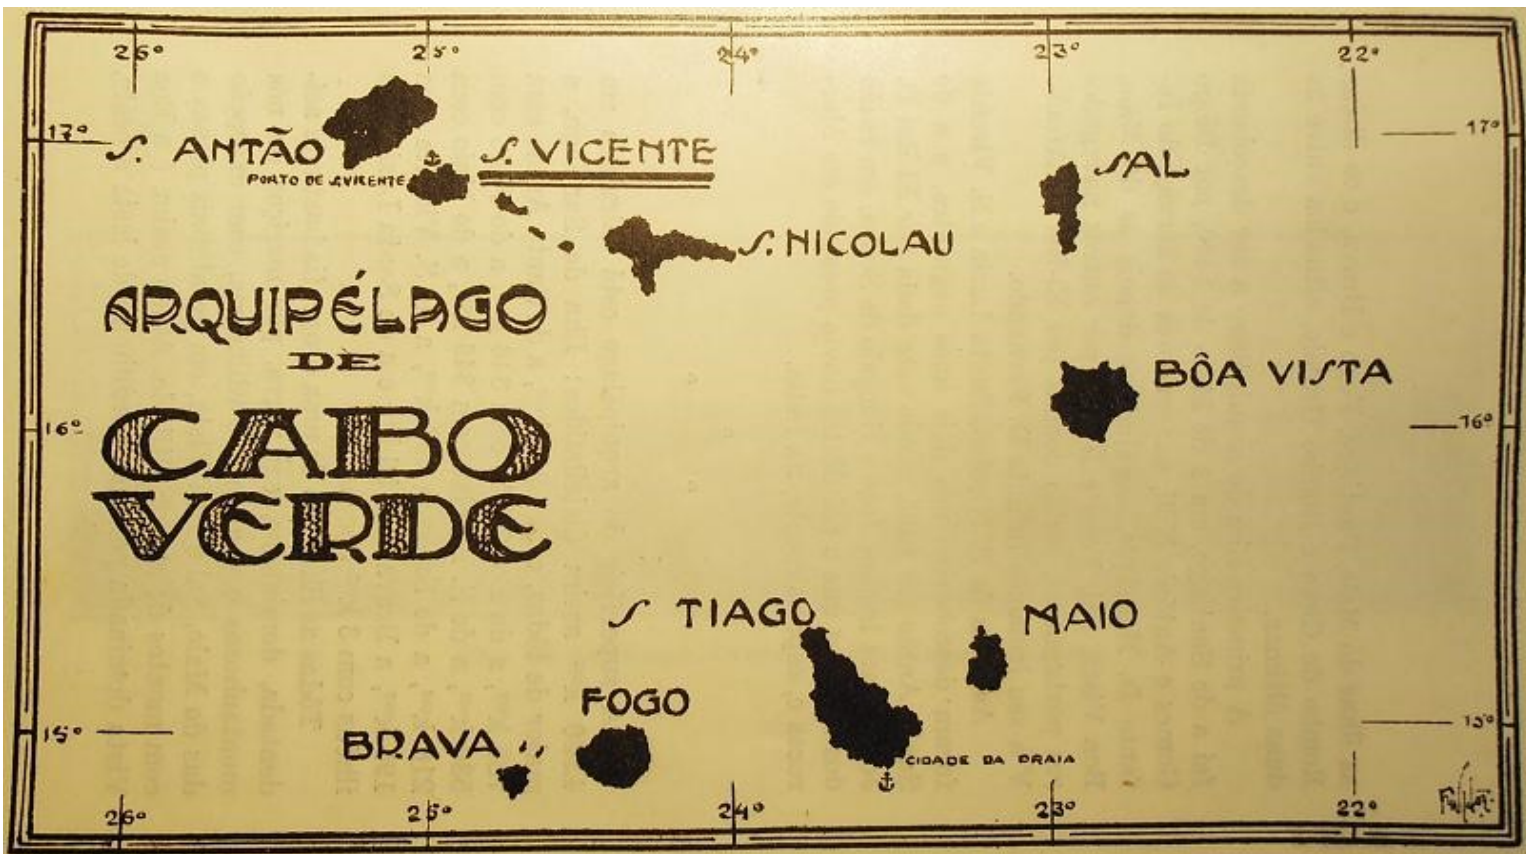 26° 25° 24° 23° 22°
17° 17°
S. ANTÃO
S. VICENTE
PORTO DE S. VICENTE
SAL
S. NICOLAU
ARQUIPÉLAGO
DE
CABO
VERDE
BÔA VISTA
16° 16°
S TIAGO
MAIO
FOGO
BRAVA
15° 15°
CIDADE DA PRAIA
26° 25° 24° 23° 22°